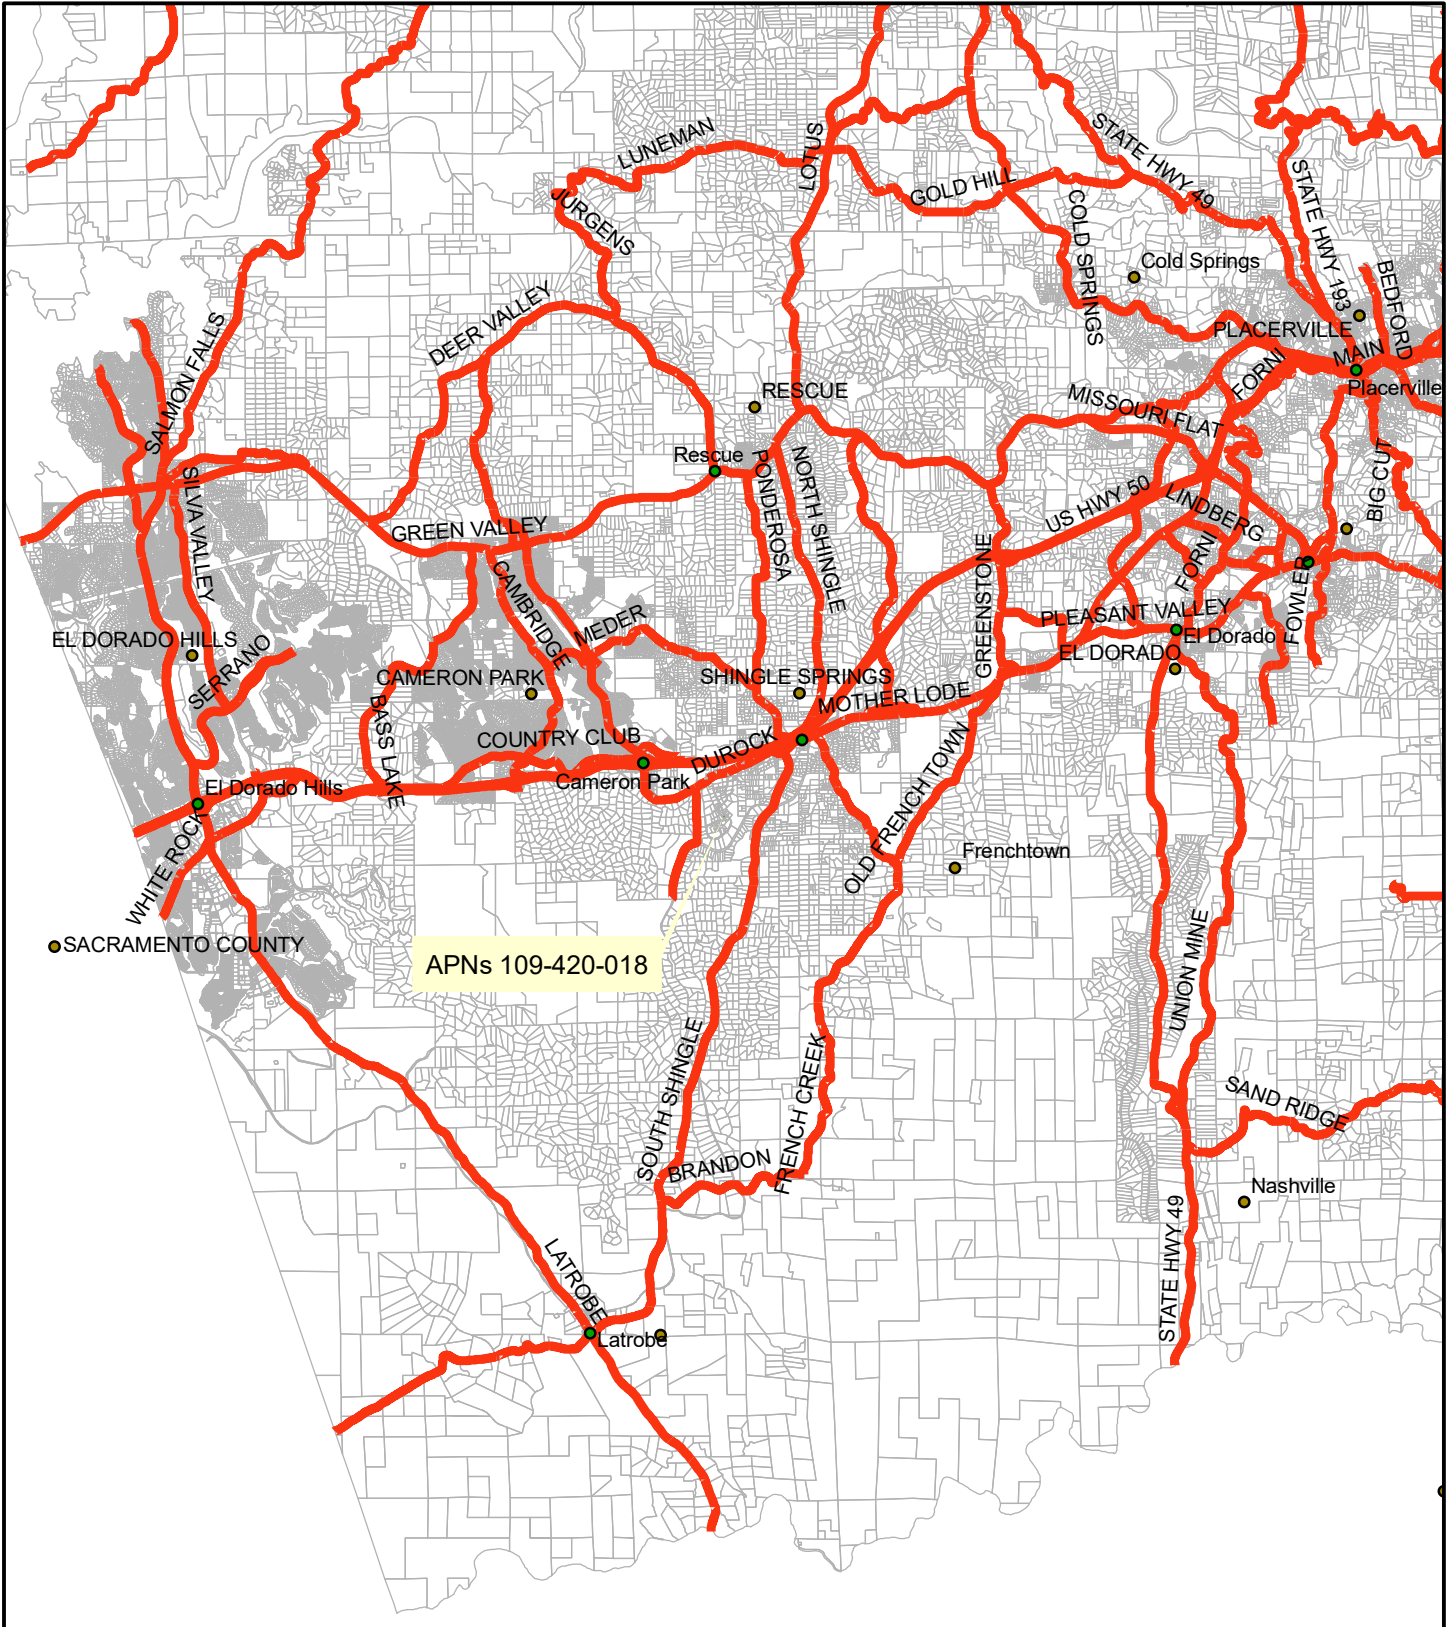 LUNEMAN
LOTUS
STATE HWY 49
GOLD HILL
JURGENS
COLD SPRINGS
STATE HWY 193
Cold Springs
BEDFORD
DEER VALLEY
SALMON FALLS
PLACERVILLE
MAIN
FORNI
Placerville
RESCUE
MISSOURI FLAT
Rescue
PONDEROSA
NORTH SHINGLE
BIG CUT
SILVA VALLEY
US HWY 50
LINDBERG
GREEN VALLEY
CAMBRIDGE
GREENSTONE
FORNI
FOWLER
MEDER
PLEASANT VALLEY
EL DORADO HILLS
El Dorado
EL DORADO
SERRANO
CAMERON PARK
SHINGLE SPRINGS
MOTHER LODE
BASS LAKE
COUNTRY CLUB
DUROCK
El Dorado Hills
Cameron Park
OLD FRENCH TOWN
WHITE ROCK
Frenchtown
SACRAMENTO COUNTY
APNs 109-420-018
UNION MINE
SOUTH SHINGLE
FRENCH CREEK
SAND RIDGE
BRANDON
Nashville
STATE HWY 49
LATROBE
Latrobe